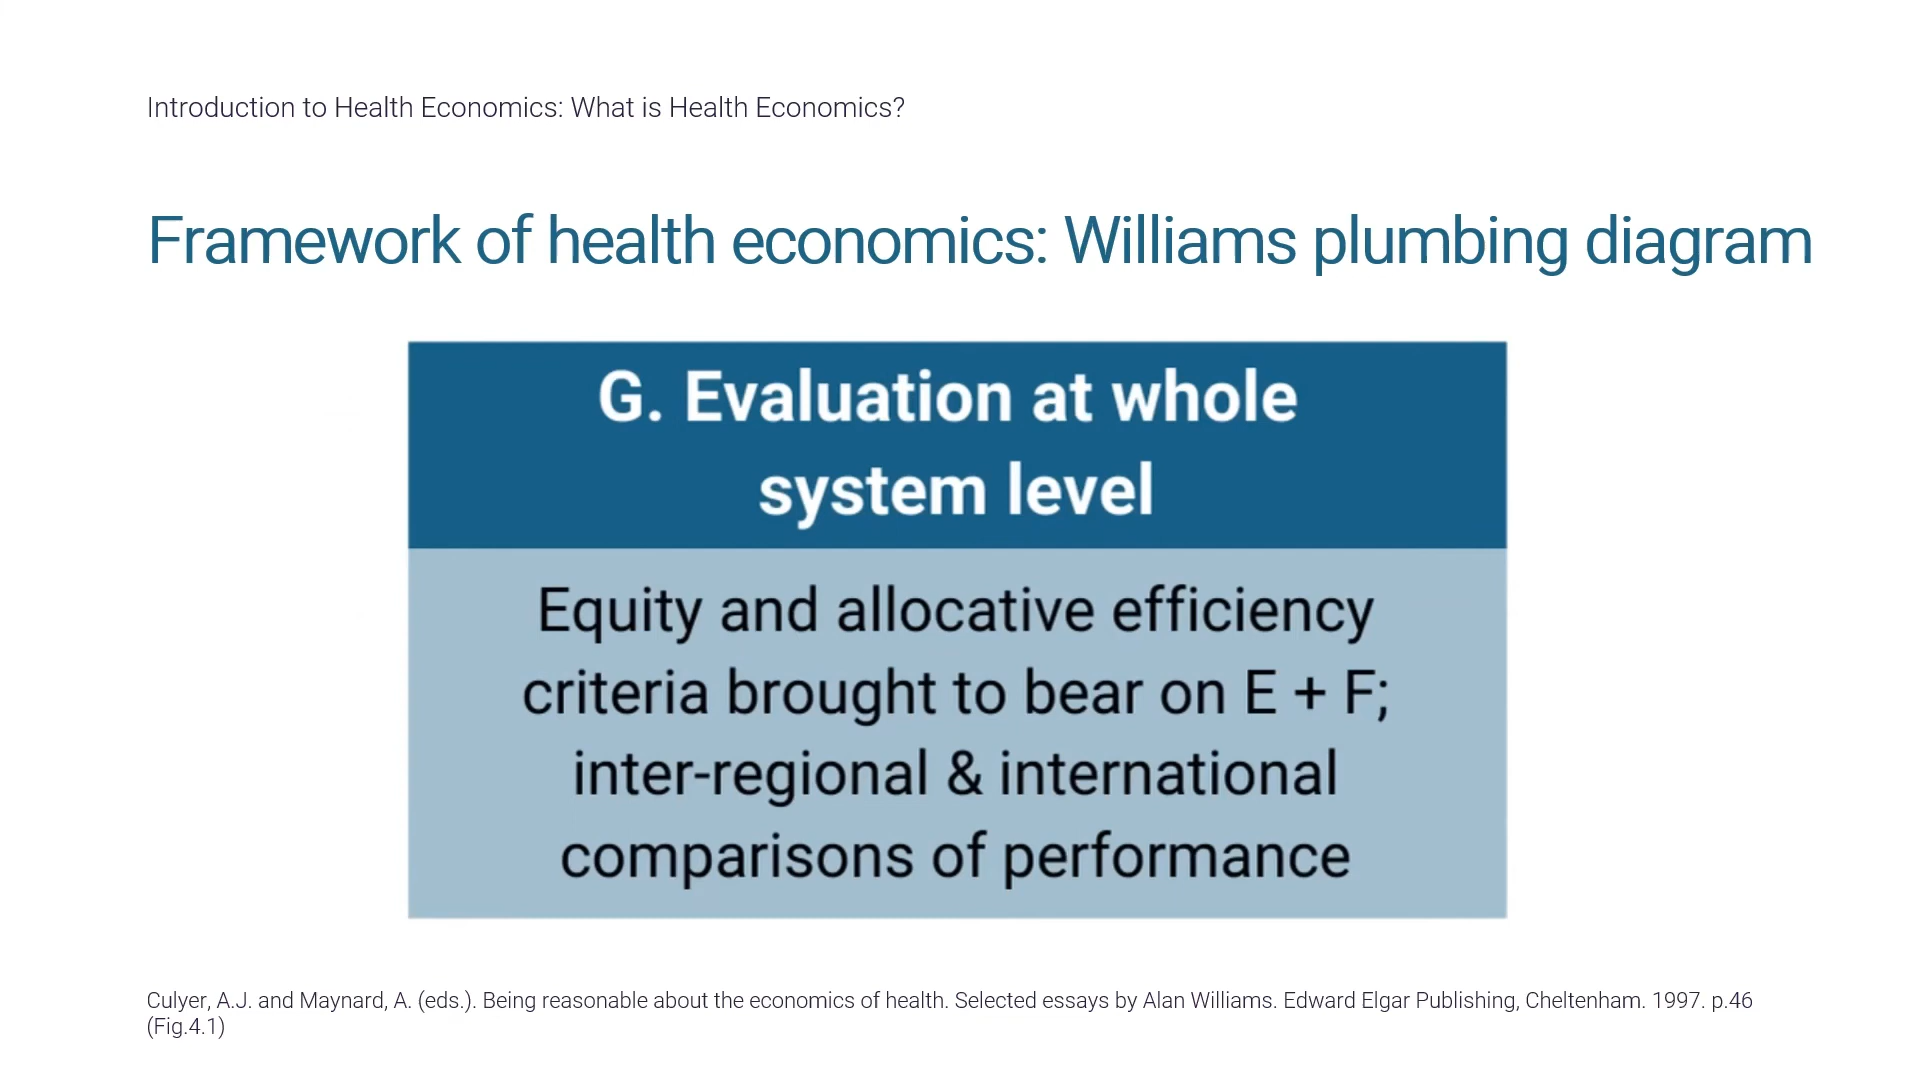 Introduction to Health Economics: What is Health Economics?
Framework of health economics: Williams plumbing diagram
G. Evaluation at whole
system level
Equity and allocative efficiency
criteria brought to bear on E + F;
inter-regional & international
comparisons of performance
Culyer, A.J. and Maynard, A. (eds.). Being reasonable about the economics of health. Selected essays by Alan Williams. Edward Elgar Publishing, Cheltenham. 1997. p.46
(Fig.4.1)